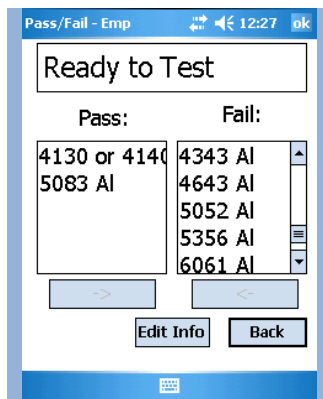 Pass/Fail - Emp 12:27 ok
Ready to Test
Pass: Fail:
4130 or 4140 4343 Al
5083 Al 4643 Al
5052 Al
5356 Al
6061 Al
-> <-
Edit Info Back